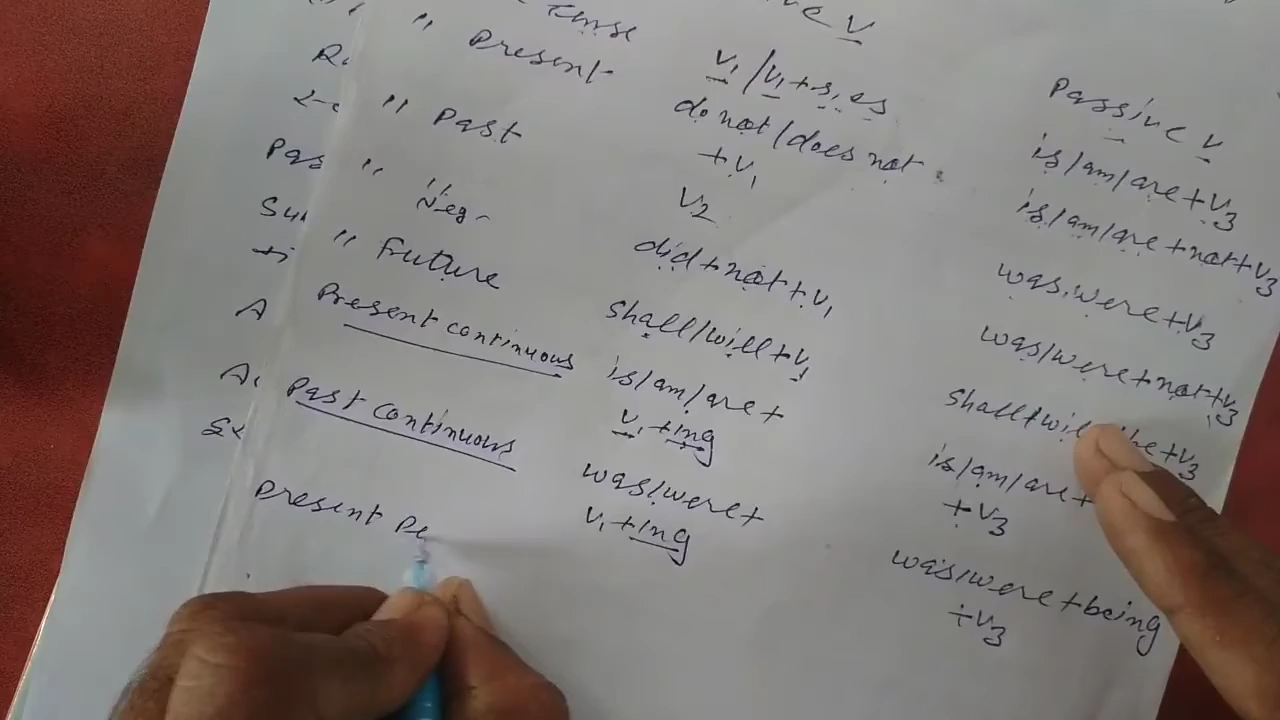 Tense
V
" Present
V1/V1+s, es
Passive V
do not/does not
+V1
is/am/are+V3
" Past
V2
is/am/are+not+V3
" Neg-
did+not+V1
was, were+V3
" Future
shall/will+V1
was/were+not+V3
Present continuous
is/am/are+
V1+ing
is/am/are+
+V3
Past continuous
was/were+
V1+ing
was/were+being
+V3
Present Pe